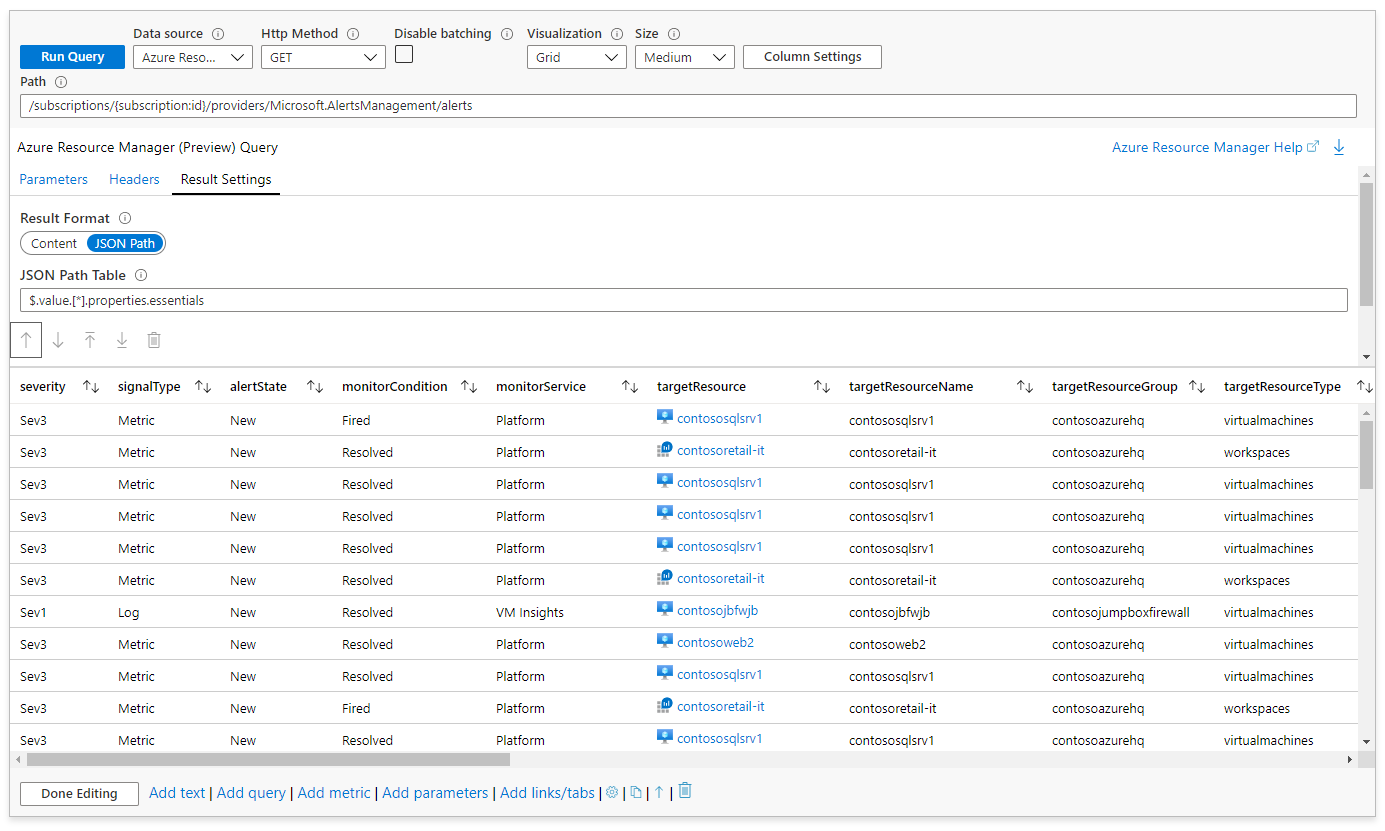 Data source Http Method Disable batching Visualization Size
Run Query Azure Reso... GET Grid Medium Column Settings
Path
/subscriptions/{subscription:id}/providers/Microsoft.AlertsManagement/alerts
Azure Resource Manager (Preview) Query Azure Resource Manager Help
Parameters Headers Result Settings
Result Format
Content JSON Path
JSON Path Table
$.value.[*].properties.essentials
severity signalType alertState monitorCondition monitorService targetResource targetResourceName targetResourceGroup targetResourceType
Sev3 Metric New Fired Platform contososqlsrv1 contososqlsrv1 contosoazurehq virtualmachines
Sev3 Metric New Resolved Platform contosoretail-it contosoretail-it contosoazurehq workspaces
Sev3 Metric New Resolved Platform contososqlsrv1 contososqlsrv1 contosoazurehq virtualmachines
Sev3 Metric New Resolved Platform contososqlsrv1 contososqlsrv1 contosoazurehq virtualmachines
Sev3 Metric New Resolved Platform contososqlsrv1 contososqlsrv1 contosoazurehq virtualmachines
Sev3 Metric New Resolved Platform contosoretail-it contosoretail-it contosoazurehq workspaces
Sev1 Log New Resolved VM Insights contosojbfwjb contosojbfwjb contosojumpboxfirewall virtualmachines
Sev3 Metric New Resolved Platform contosoweb2 contosoweb2 contosoazurehq virtualmachines
Sev3 Metric New Resolved Platform contososqlsrv1 contososqlsrv1 contosoazurehq virtualmachines
Sev3 Metric New Fired Platform contosoretail-it contosoretail-it contosoazurehq workspaces
Sev3 Metric New Resolved Platform contososqlsrv1 contososqlsrv1 contosoazurehq virtualmachines
Done Editing Add text | Add query | Add metric | Add parameters | Add links/tabs | | | |